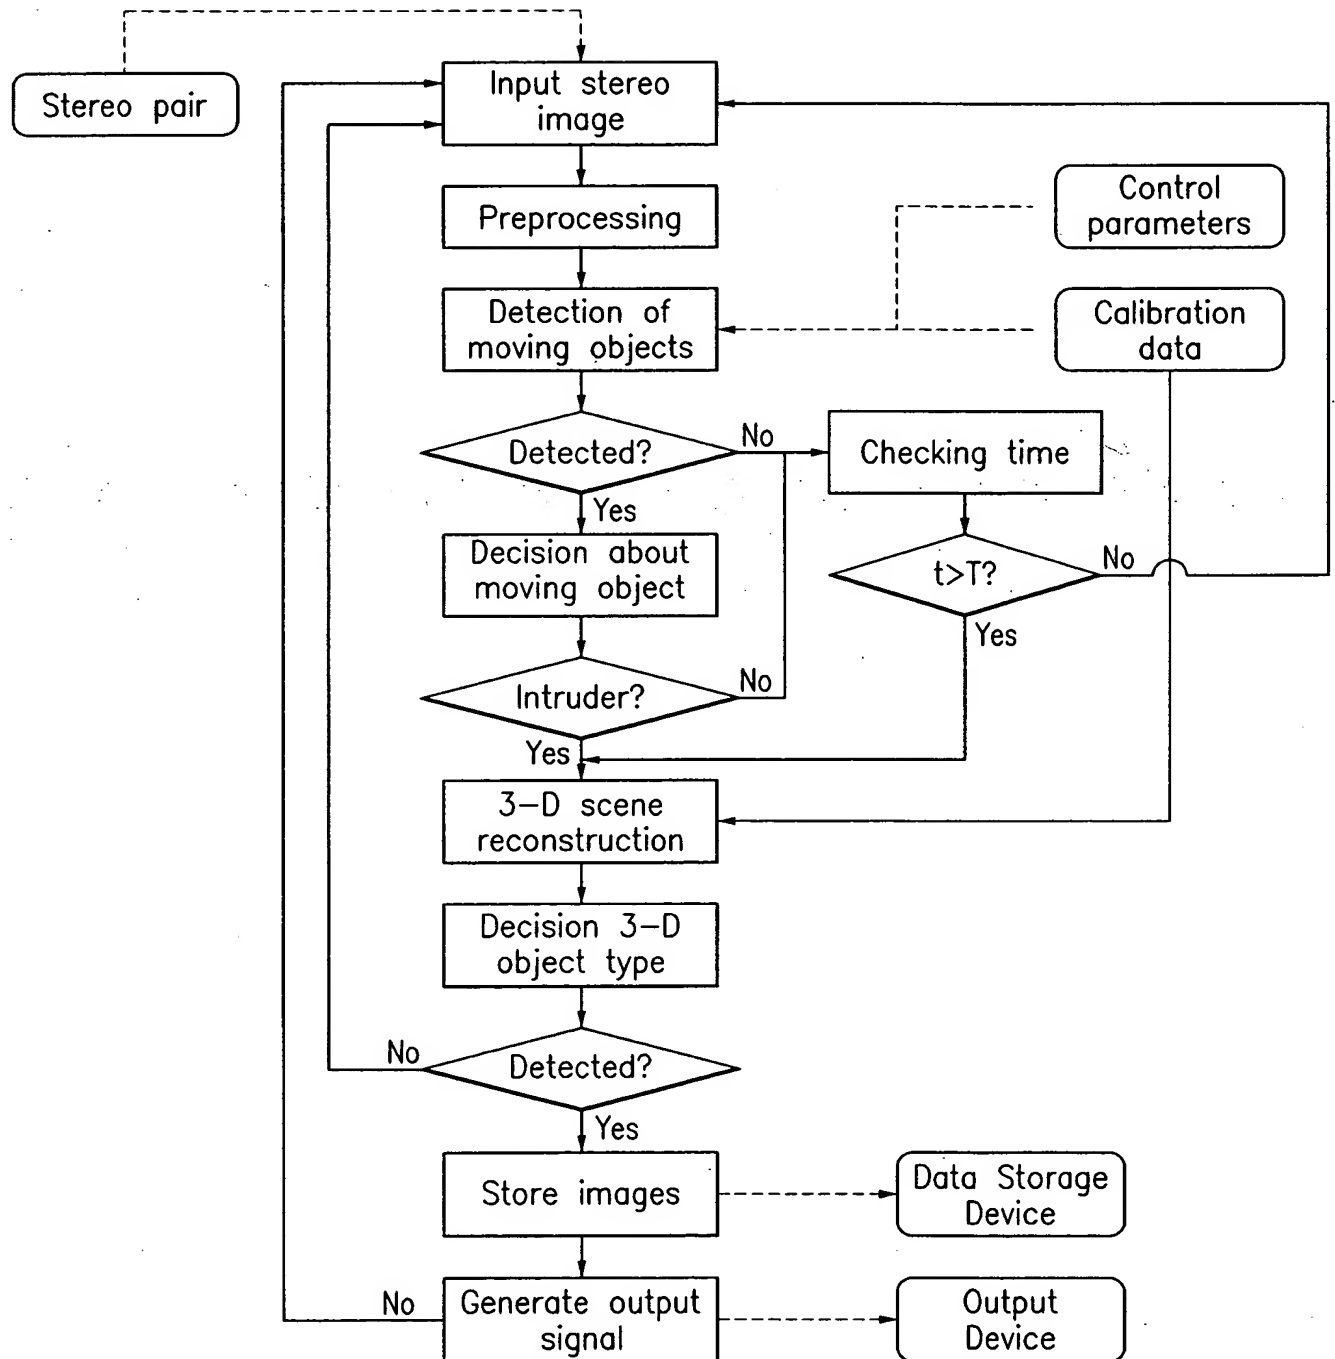 Stereo pair
Input stereo
image
Preprocessing
Control
parameters
Detection of
moving objects
Calibration
data
Detected?
No
Checking time
Yes
Decision about
moving object
t>T?
No
Yes
Intruder?
No
Yes
3-D scene
reconstruction
Decision 3-D
object type
No
Detected?
Yes
Store images
Data Storage
Device
No
Generate output
signal
Output
Device